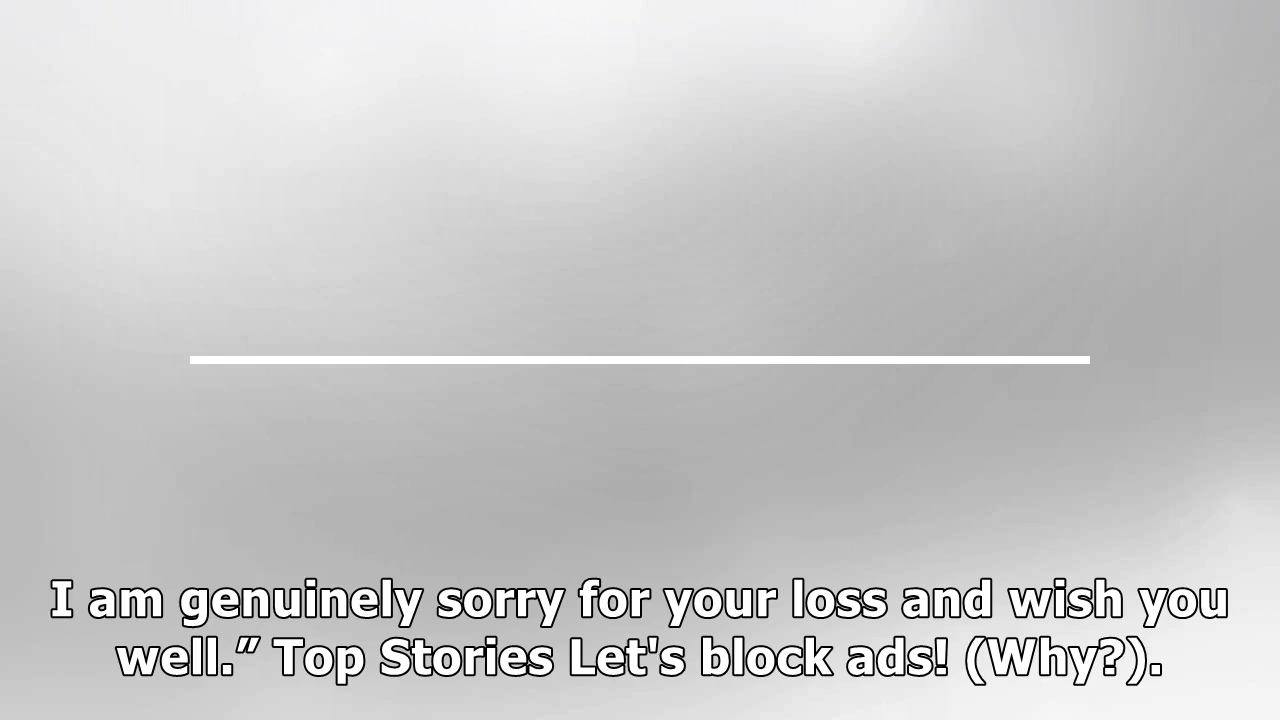 I am genuinely sorry for your loss and wish you
well.” Top Stories Let's block ads! (Why?).